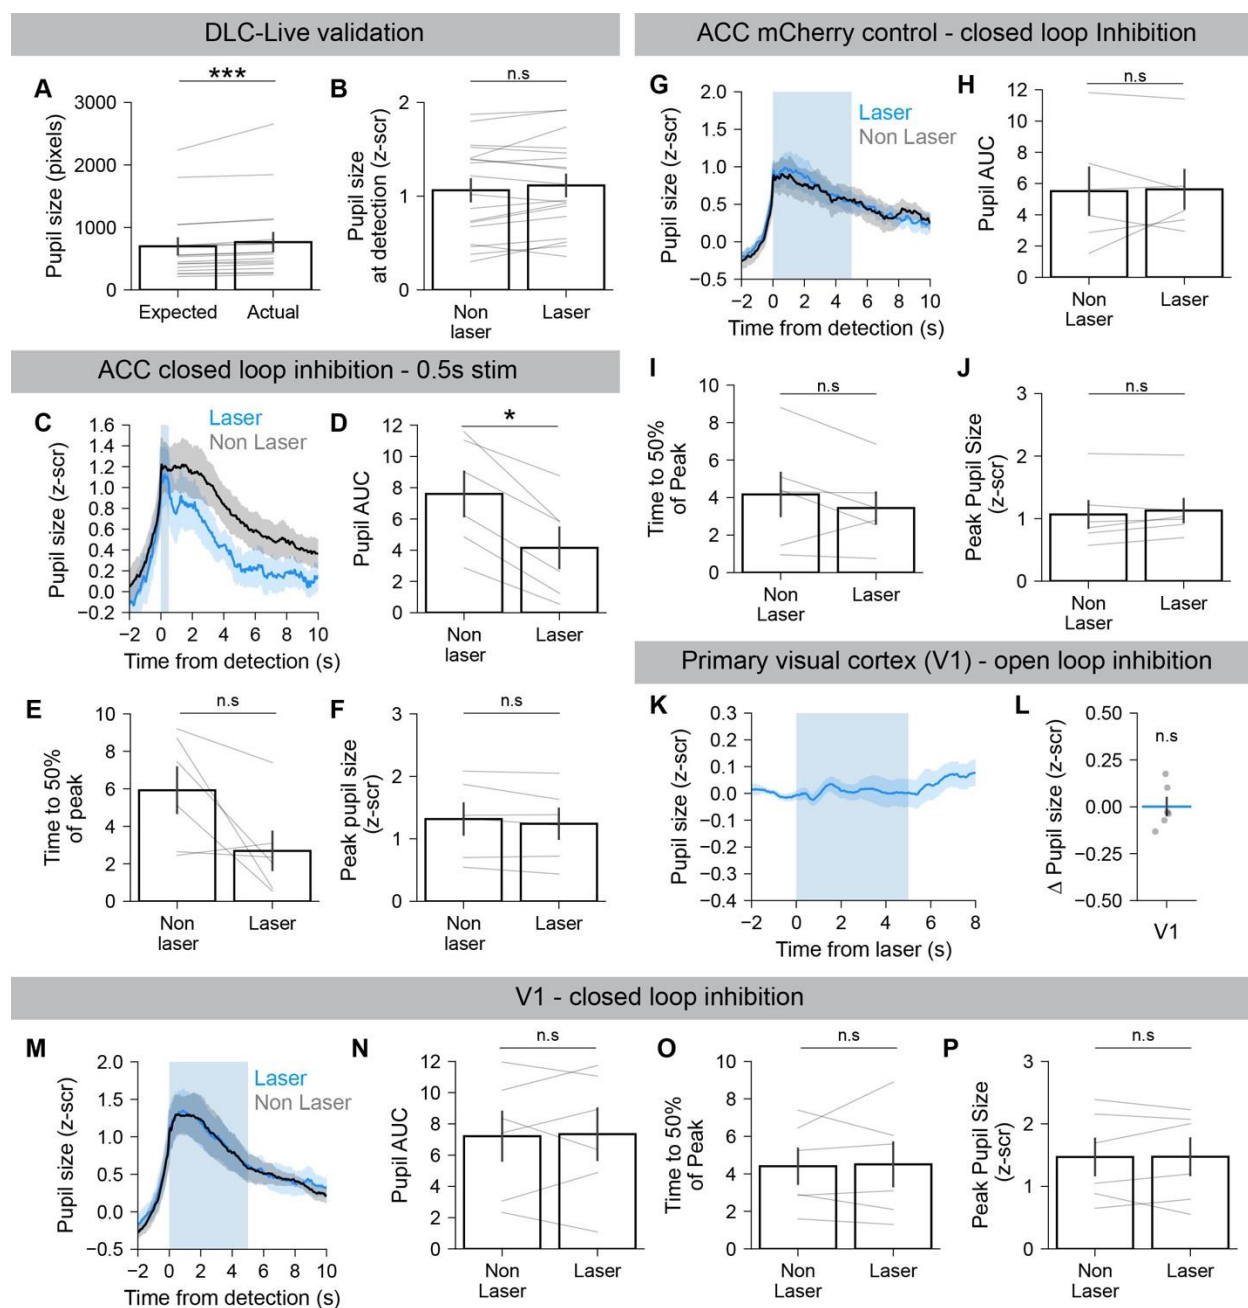 DLC-Live validation
A
***
Pupil size (pixels)
3000
2000
1000
0
Expected
Actual
B
n.s
Pupil size
at detection (z-scr)
2
1
0
Non
laser
Laser
ACC closed loop inhibition - 0.5s stim
C
Laser
Non Laser
Pupil size (z-scr)
1.6
1.4
1.2
1.0
0.8
0.6
0.4
0.2
0.0
−0.2
−2 0 2 4 6 8 10
Time from detection (s)
D
*
Pupil AUC
12
10
8
6
4
2
0
Non
laser
Laser
E
n.s
Time to 50%
of peak
10
8
6
4
2
0
Non
laser
Laser
F
n.s
Peak pupil size
(z-scr)
3
2
1
0
Non
laser
Laser
ACC mCherry control - closed loop Inhibition
G
Laser
Non Laser
Pupil size (z-scr)
2.0
1.5
1.0
0.5
0.0
−0.5
−2 0 2 4 6 8 10
Time from detection (s)
H
n.s
Pupil AUC
12
10
8
6
4
2
0
Non
Laser
Laser
I
n.s
Time to 50%
of Peak
10
8
6
4
2
0
Non
Laser
Laser
J
n.s
Peak Pupil Size
(z-scr)
3
2
1
0
Non
Laser
Laser
Primary visual cortex (V1) - open loop inhibition
K
Pupil size (z-scr)
0.3
0.2
0.1
0.0
−0.1
−0.2
−0.3
−0.4
−2 0 2 4 6 8
Time from laser (s)
L
n.s
Δ Pupil size (z-scr)
0.50
0.25
0.00
−0.25
−0.50
V1
V1 - closed loop inhibition
M
Laser
Non Laser
Pupil size (z-scr)
2.0
1.5
1.0
0.5
0.0
−0.5
−2 0 2 4 6 8 10
Time from detection (s)
N
n.s
Pupil AUC
12
10
8
6
4
2
0
Non
Laser
Laser
O
n.s
Time to 50%
of Peak
10
8
6
4
2
0
Non
Laser
Laser
P
n.s
Peak Pupil Size
(z-scr)
3
2
1
0
Non
Laser
Laser